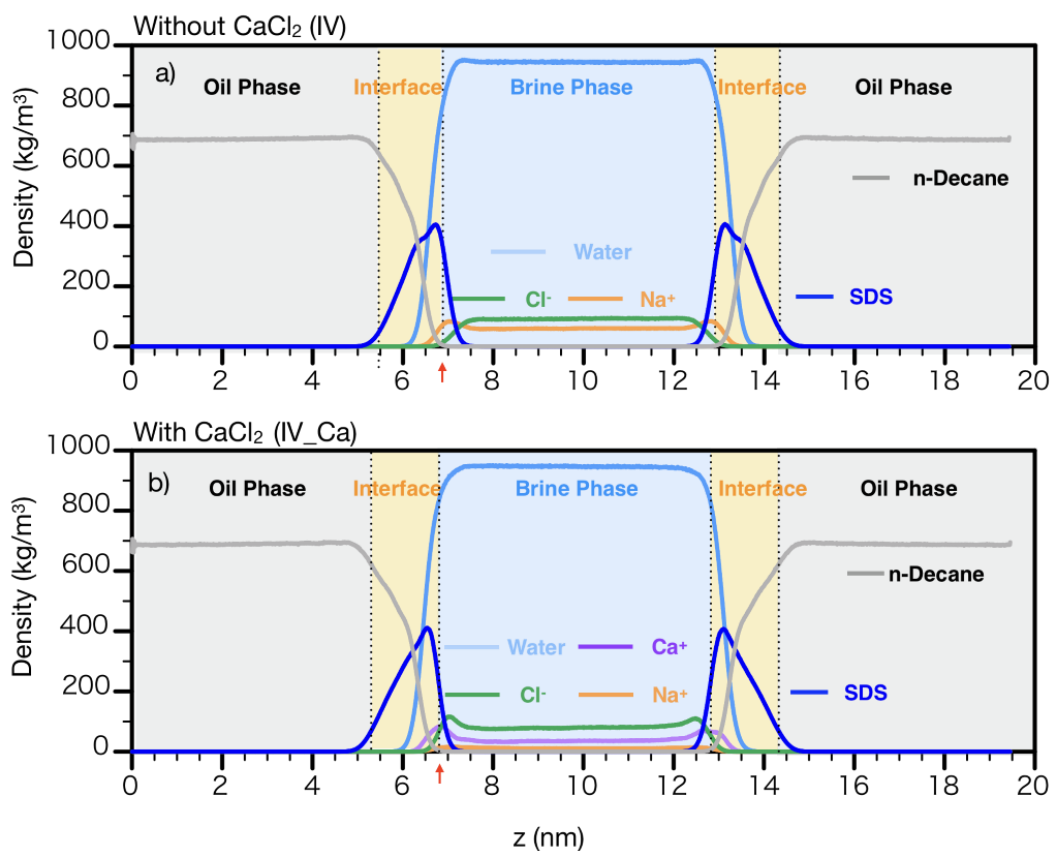 Without CaCl₂ (IV)
a)
Oil Phase
Interface
Brine Phase
Interface
Oil Phase
n-Decane
Water
Cl⁻
Na⁺
SDS
Density (kg/m³)
1000
800
600
400
200
0
0 2 4 6 8 10 12 14 16 18 20
With CaCl₂ (IV_Ca)
b)
Oil Phase
Interface
Brine Phase
Interface
Oil Phase
n-Decane
Water
Ca⁺
Cl⁻
Na⁺
SDS
Density (kg/m³)
1000
800
600
400
200
0
0 2 4 6 8 10 12 14 16 18 20
z (nm)